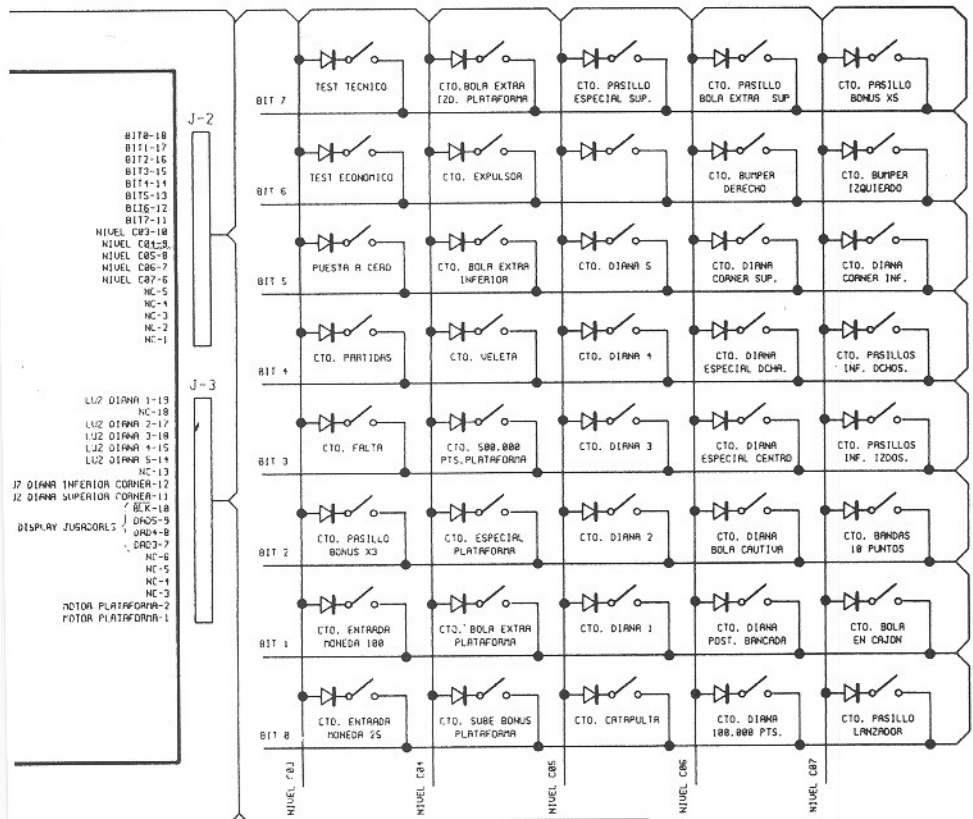 TEST TECNICO
CTO.BOLA EXTRA
IZD. PLATAFORMA
CTO. PASILLO
ESPECIAL SUP.
CTO. PASILLO
BOLA EXTRA SUP
CTO. PASILLO
BONUS X5
BIT 7
TEST ECONOMICO
CTO. EXPULSOR
CTO. BUMPER
DERECHO
CTO. BUMPER
IZQUIERDO
BIT 6
PUESTA A CERO
CTO. BOLA EXTRA
INFERIOR
CTO. DIANA 5
CTO. DIANA
CORNER SUP.
CTO. DIANA
CORNER INF.
BIT 5
CTO. PARTIDAS
CTO. VELETA
CTO. DIANA 4
CTO. DIANA
ESPECIAL DCHA.
CTO. PASILLOS
INF. DCHOS.
BIT 4
CTO. FALTA
CTO. 500.000
PTS.PLATAFORMA
CTO. DIANA 3
CTO. DIANA
ESPECIAL CENTRO
CTO. PASILLOS
INF. IZDOS.
BIT 3
CTO. PASILLO
BONUS X3
CTO. ESPECIAL
PLATAFORMA
CTO. DIANA 2
CTO. DIANA
BOLA CAUTIVA
CTO. BANDAS
10 PUNTOS
BIT 2
CTO. ENTRADA
MONEDA 100
CTO. BOLA EXTRA
PLATAFORMA
CTO. DIANA 1
CTO. DIANA
POST. BANCADA
CTO. BOLA
EN CAJON
BIT 1
CTO. ENTRADA
MONEDA 25
CTO. SUBE BONUS
PLATAFORMA
CTO. CATAPULTA
CTO. DIANA
100.000 PTS.
CTO. PASILLO
LANZADOR
BIT 0
NIVEL C03
NIVEL C04
NIVEL C05
NIVEL C06
NIVEL C07
J-2
BIT0-18
BIT1-17
BIT2-16
BIT3-15
BIT4-14
BIT5-13
BIT6-12
BIT7-11
NIVEL C03-10
NIVEL C04-9
NIVEL C05-8
NIVEL C06-7
NIVEL C07-6
NC-5
NC-4
NC-3
NC-2
NC-1
J-3
LUZ DIANA 1-19
NC-18
LUZ DIANA 2-17
LUZ DIANA 3-16
LUZ DIANA 4-15
LUZ DIANA 5-14
NC-13
DIANA INFERIOR CORNER-12
DIANA SUPERIOR CORNER-11
BLK-10
DISPLAY JUGADORES
DAD5-9
DAD4-8
DAD3-7
NC-6
NC-5
NC-4
NC-3
MOTOR PLATAFORMA-2
MOTOR PLATAFORMA-1